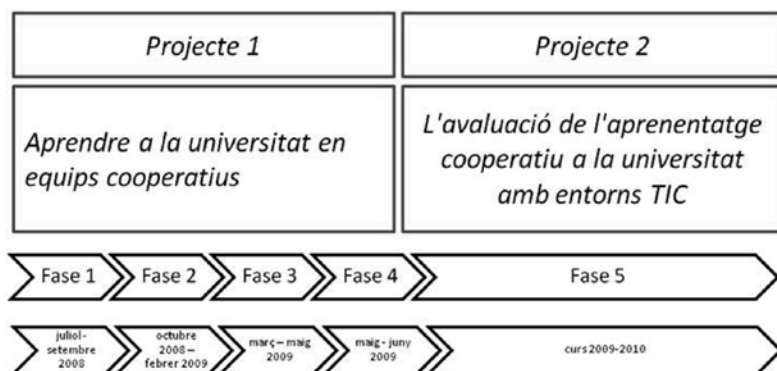 Projecte 1
Projecte 2
Aprendre a la universitat en
equips cooperatius
L'avaluació de l'aprenentatge
cooperatiu a la universitat
amb entorns TIC
Fase 1
Fase 2
Fase 3
Fase 4
Fase 5
juliol-
setembre
2008
octubre
2008 –
febrer 2009
març – maig
2009
maig - juny
2009
curs 2009-2010